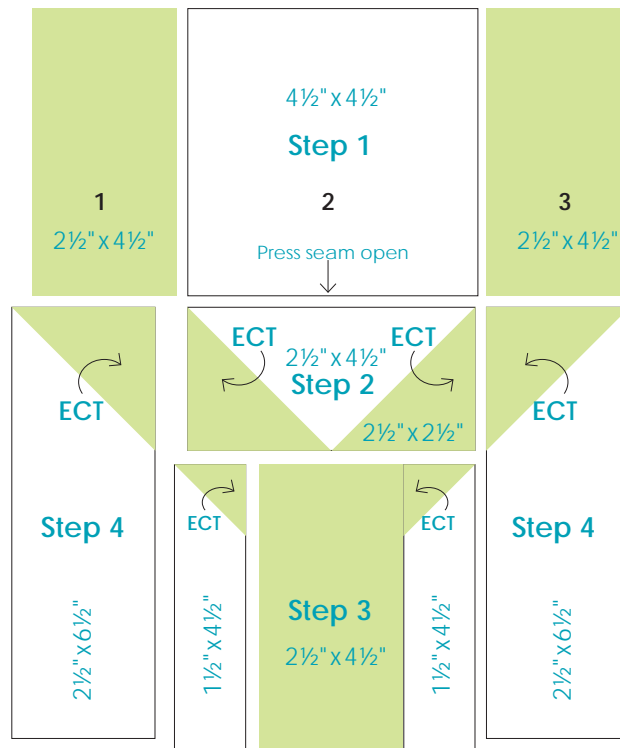 4½" x 4½"
Step 1
1
2
3
2½" x 4½"
2½" x 4½"
Press seam open
ECT
ECT
2½" x 4½"
Step 2
2½" x 2½"
ECT
ECT
Step 4
ECT
ECT
Step 4
Step 3
2½" x 4½"
2½" x 6½"
1½" x 4½"
1½" x 4½"
2½" x 6½"